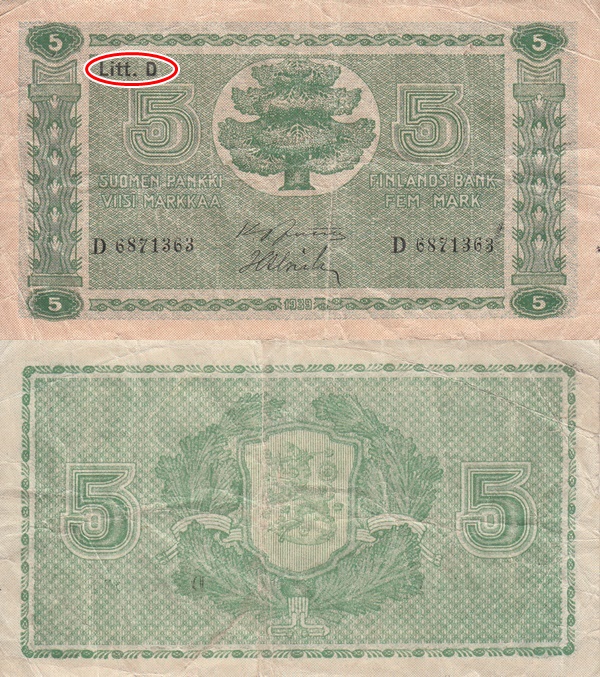 5 5
Litt. D
5 5
SUOMEN PANKKI FINLANDS BANK
VIISI MARKKAA FEM MARK
D 6871363 D 6871363
5 1939 5
5 5